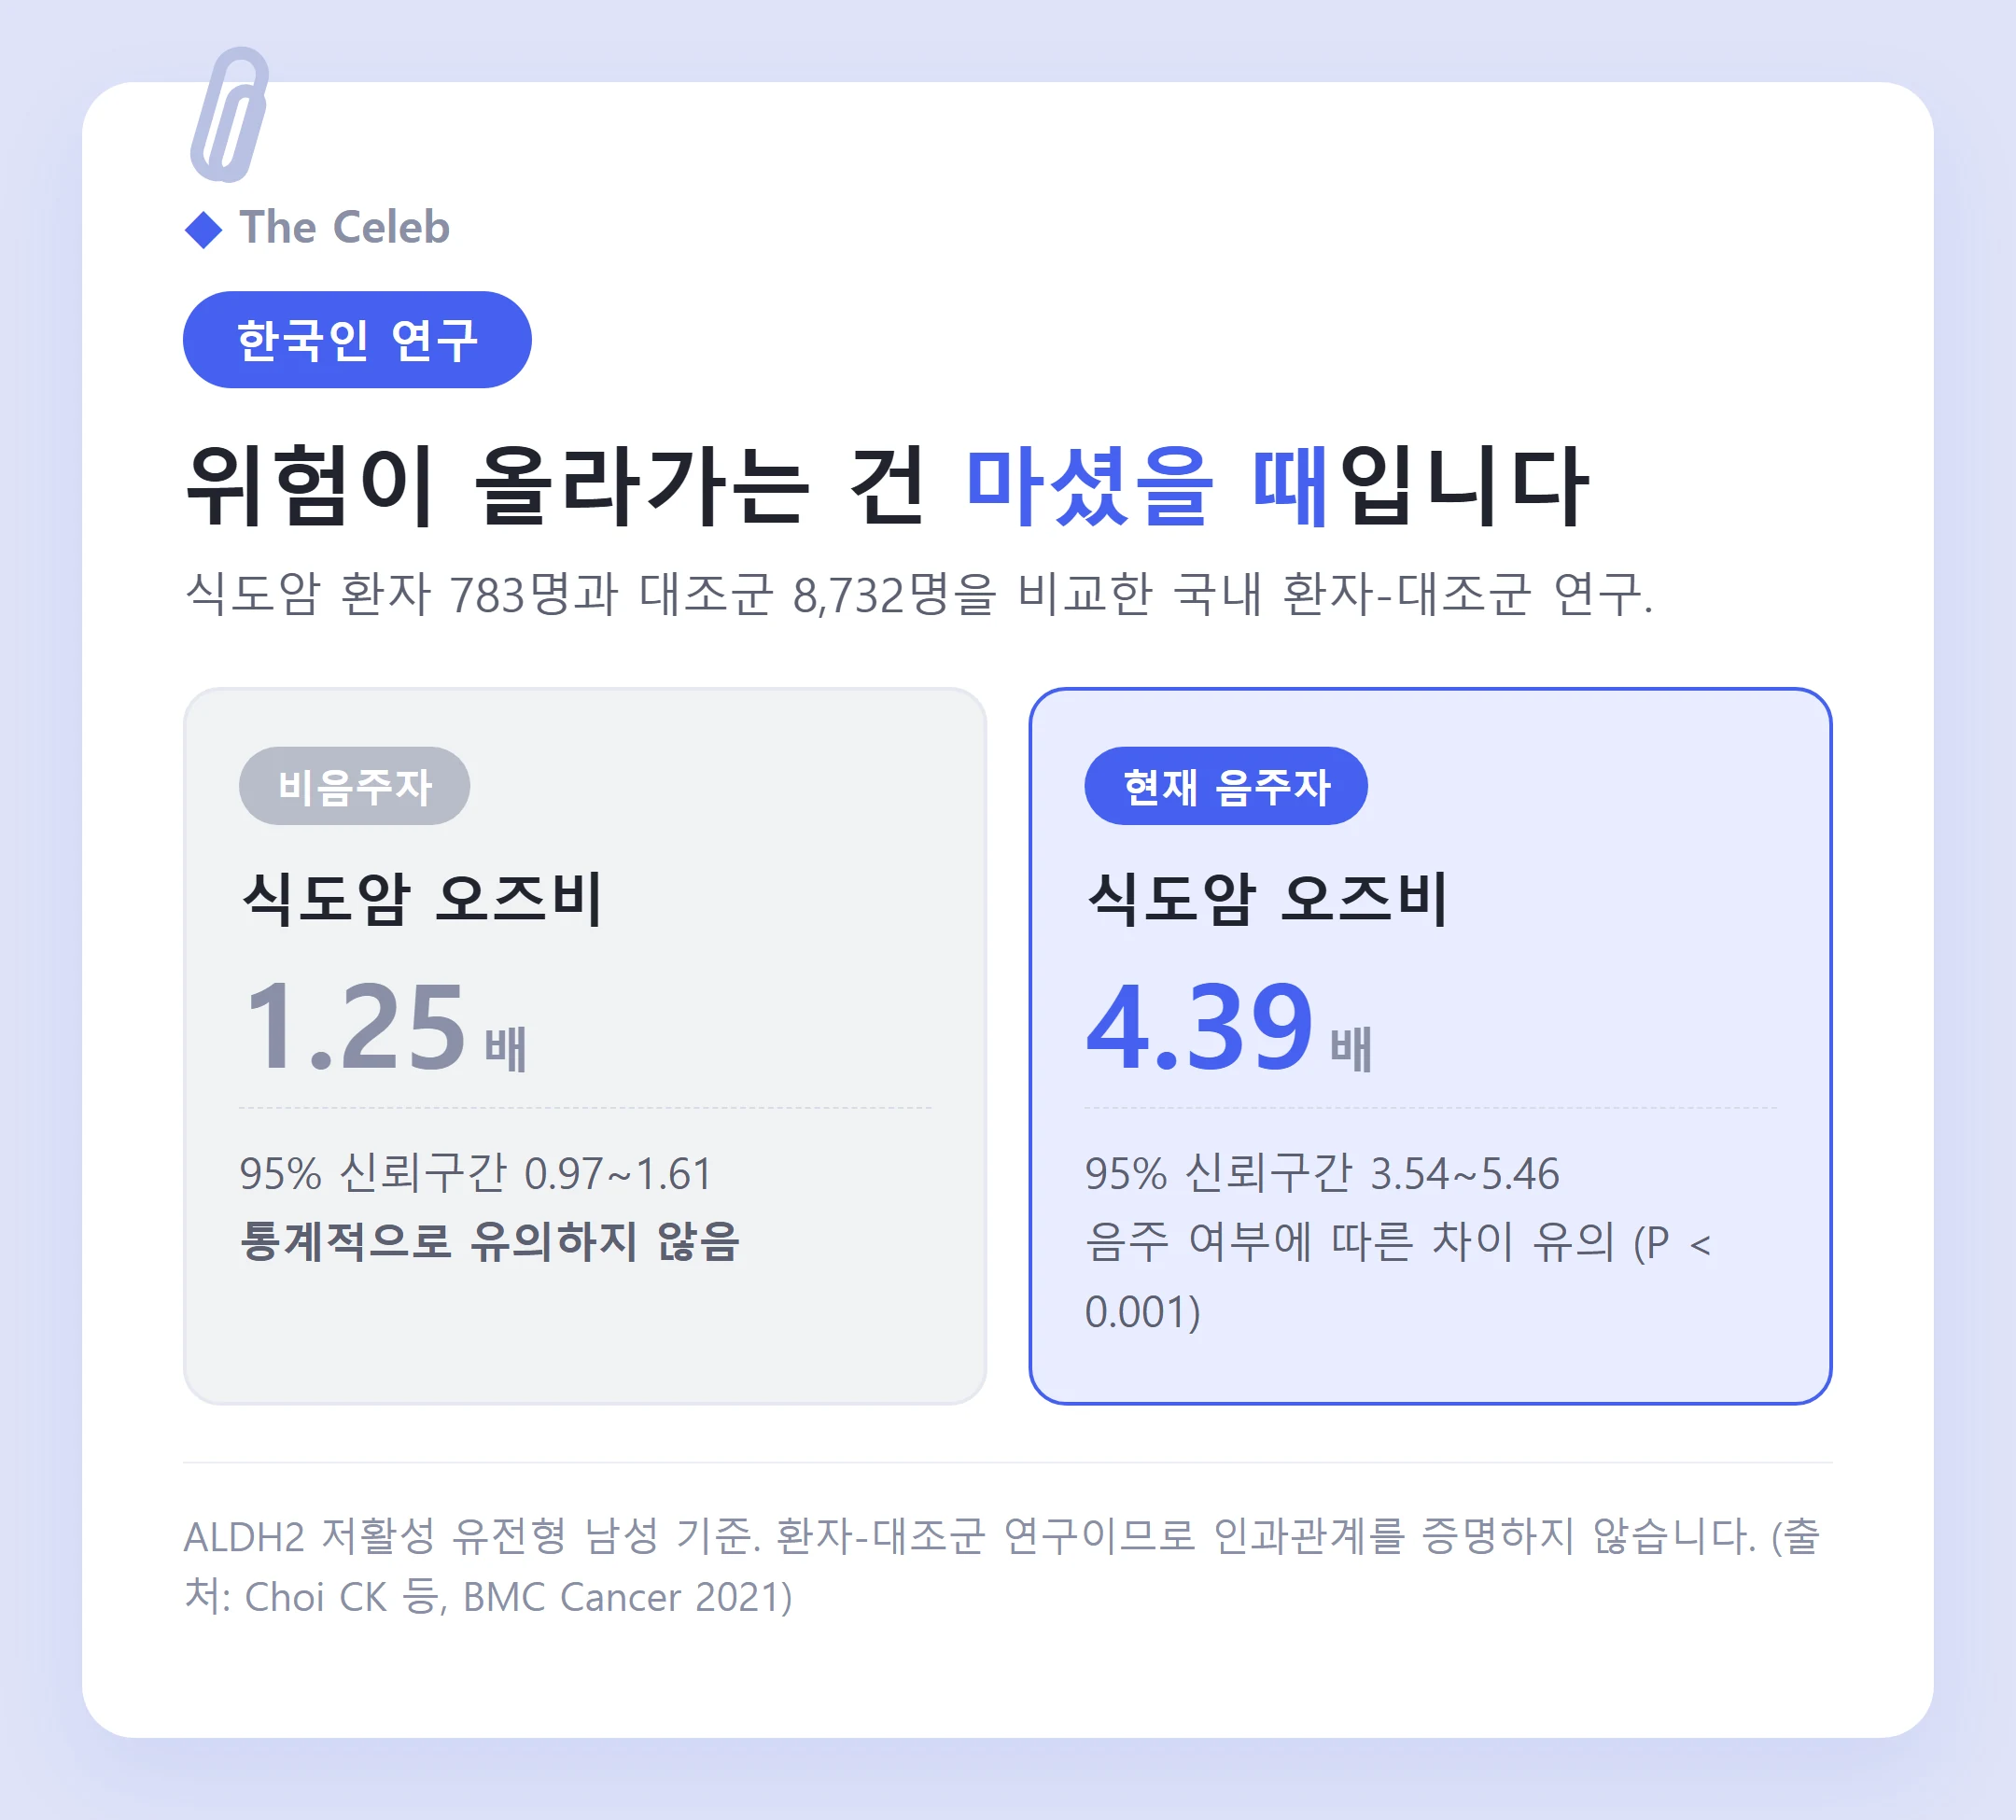 The Celeb
한국인 연구
위험이 올라가는 건 마셨을 때입니다
식도암 환자 783명과 대조군 8,732명을 비교한 국내 환자-대조군 연구.
비음주자
식도암 오즈비
1.25 배
95% 신뢰구간 0.97~1.61
통계적으로 유의하지 않음
현재 음주자
식도암 오즈비
4.39 배
95% 신뢰구간 3.54~5.46
음주 여부에 따른 차이 유의 (P <
0.001)
ALDH2 저활성 유전형 남성 기준. 환자-대조군 연구이므로 인과관계를 증명하지 않습니다. (출
처: Choi CK 등, BMC Cancer 2021)